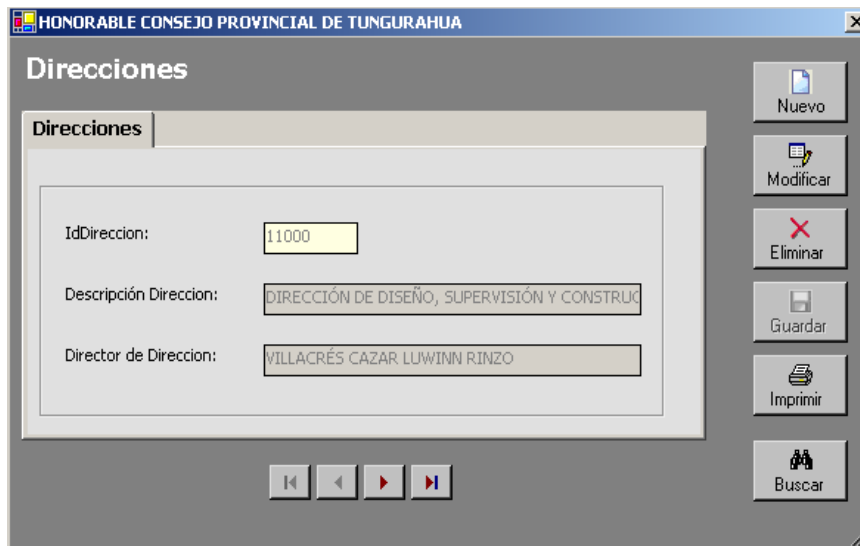 HONORABLE CONSEJO PROVINCIAL DE TUNGURAHUA
Direcciones
Direcciones
IdDireccion:
11000
Descripción Direccion:
DIRECCIÓN DE DISEÑO, SUPERVISIÓN Y CONSTRUC
Director de Direccion:
VILLACRÉS CAZAR LUWINN RINZO
Nuevo
Modificar
Eliminar
Guardar
Imprimir
Buscar